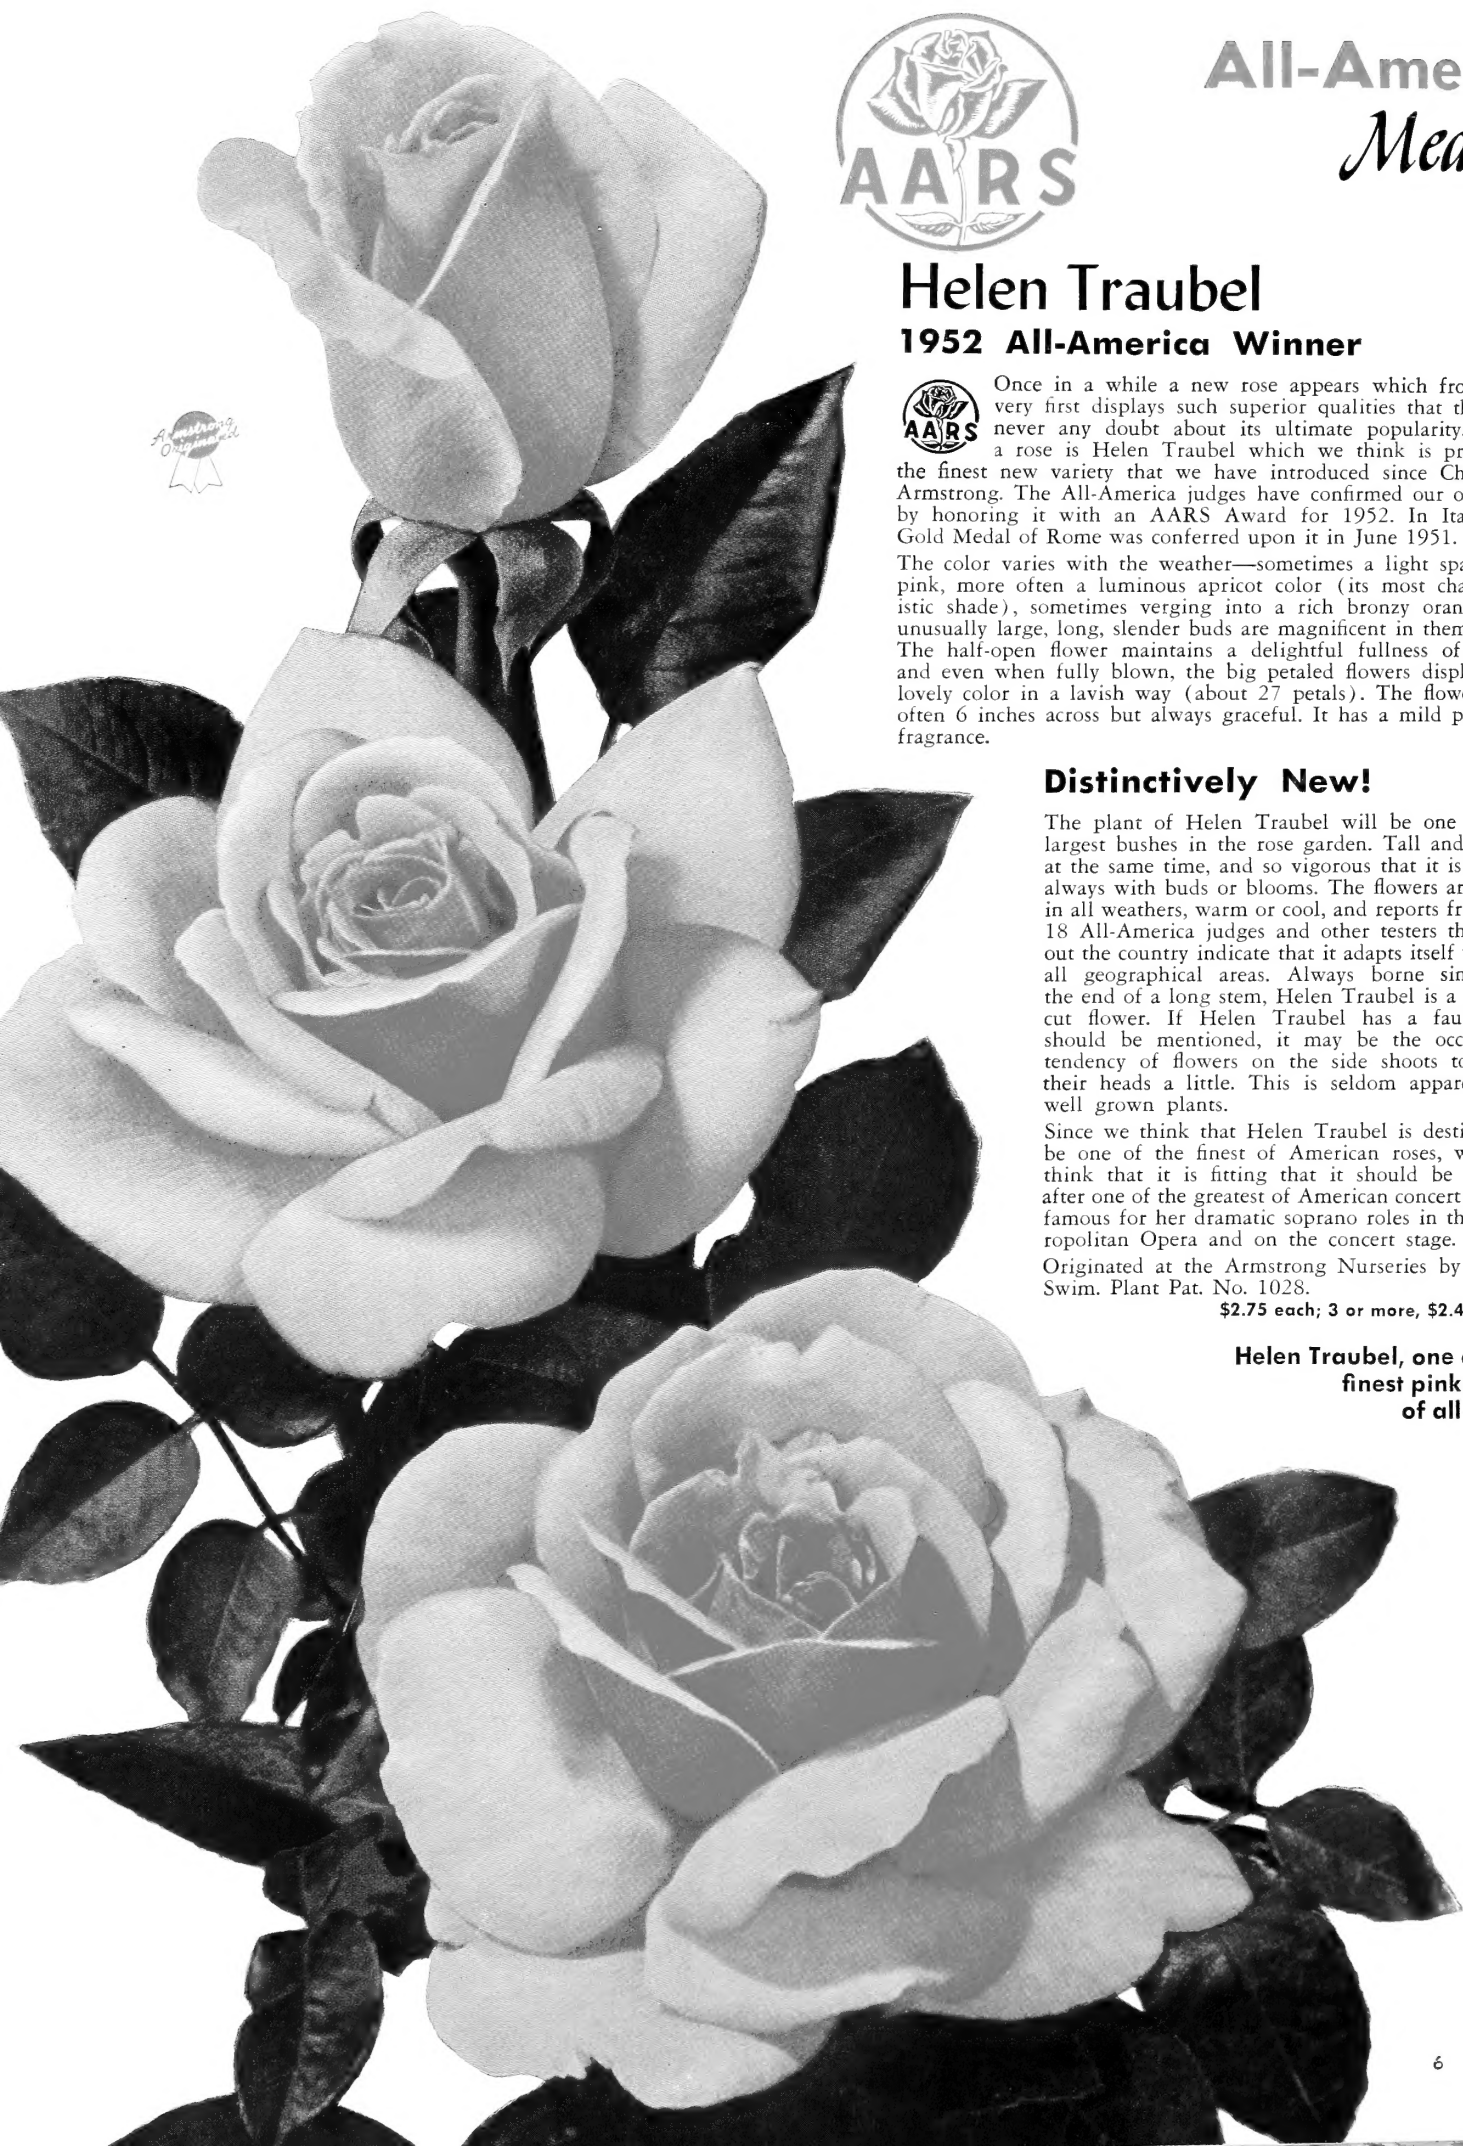 AARS
All-Ame
Med
Helen Traubel
1952 All-America Winner
AARS
Once in a while a new rose appears which fro
very first displays such superior qualities that th
never any doubt about its ultimate popularity.
a rose is Helen Traubel which we think is pr
the finest new variety that we have introduced since Ch
Armstrong. The All-America judges have confirmed our o
by honoring it with an AARS Award for 1952. In Ita
Gold Medal of Rome was conferred upon it in June 1951.
The color varies with the weather—sometimes a light spa
pink, more often a luminous apricot color (its most cha
istic shade), sometimes verging into a rich bronzy oran
unusually large, long, slender buds are magnificent in them
The half-open flower maintains a delightful fullness of
and even when fully blown, the big petaled flowers displ
lovely color in a lavish way (about 27 petals). The flow
often 6 inches across but always graceful. It has a mild p
fragrance.
Armstrong
Originated
Distinctively New!
The plant of Helen Traubel will be one
largest bushes in the rose garden. Tall and
at the same time, and so vigorous that it is
always with buds or blooms. The flowers ar
in all weathers, warm or cool, and reports fr
18 All-America judges and other testers th
out the country indicate that it adapts itself
all geographical areas. Always borne sin
the end of a long stem, Helen Traubel is a
cut flower. If Helen Traubel has a fau
should be mentioned, it may be the occ
tendency of flowers on the side shoots to
their heads a little. This is seldom appar
well grown plants.
Since we think that Helen Traubel is desti
be one of the finest of American roses, w
think that it is fitting that it should be
after one of the greatest of American concert
famous for her dramatic soprano roles in th
ropolitan Opera and on the concert stage.
Originated at the Armstrong Nurseries by
Swim. Plant Pat. No. 1028.
$2.75 each; 3 or more, $2.4
Helen Traubel, one
finest pink
of all
6